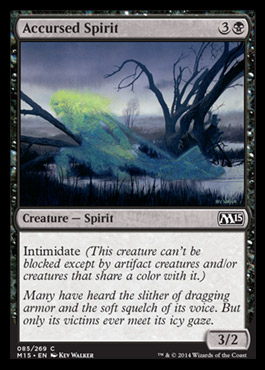 Accursed Spirit 3
Creature — Spirit M15
Intimidate (This creature can't be
blocked except by artifact creatures and/or
creatures that share a color with it.)
Many have heard the slither of dragging
armor and the soft squelch of its voice. But
only its victims ever meet its icy gaze.
3/2
085/269 C
M15 • EN KEV WALKER ™ & © 2014 Wizards of the Coast